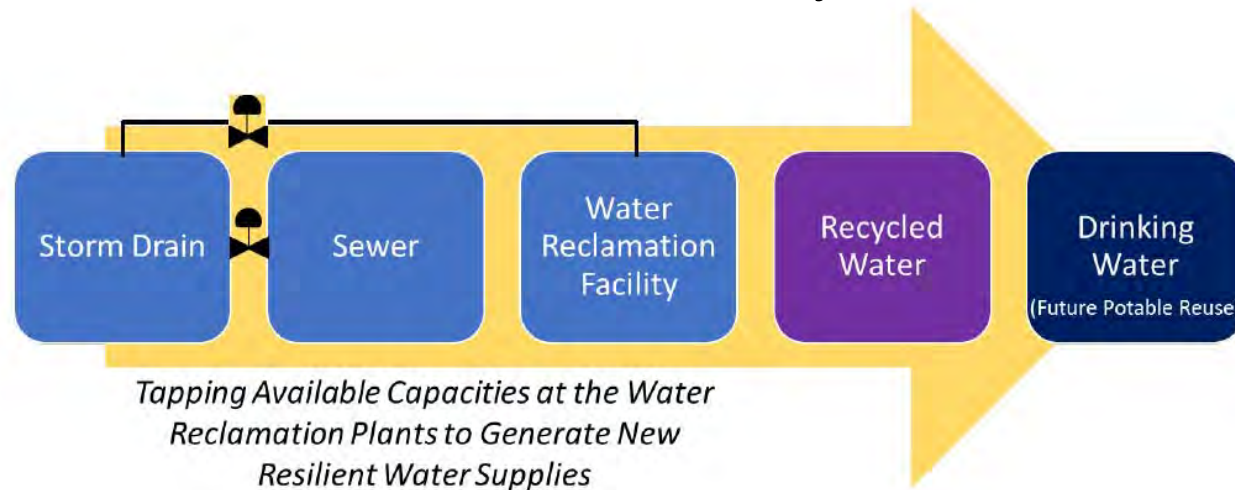 Storm Drain
Sewer
Water
Reclamation
Facility
Recycled
Water
Drinking
Water
(Future Potable Reuse
Tapping Available Capacities at the Water
Reclamation Plants to Generate New
Resilient Water Supplies